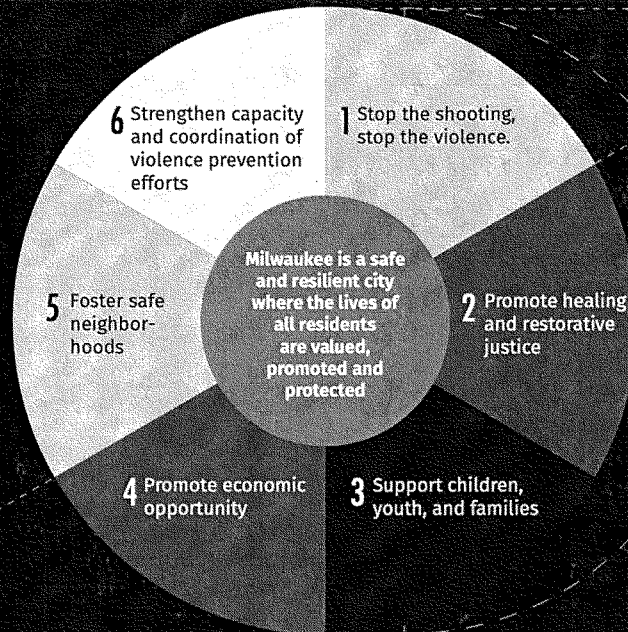 6 Strengthen capacity
and coordination of
violence prevention
efforts
1 Stop the shooting,
stop the violence.
Milwaukee is a safe
and resilient city
where the lives of
all residents
are valued,
promoted and
protected
5 Foster safe
neighbor-
hoods
2 Promote healing
and restorative
justice
4 Promote economic
opportunity
3 Support children,
youth, and families